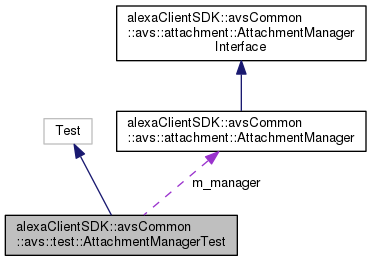 alexaClientSDK::avsCommon
::avs::attachment::AttachmentManager
Interface
alexaClientSDK::avsCommon
::avs::attachment::AttachmentManager
Test
m_manager
alexaClientSDK::avsCommon
::avs::test::AttachmentManagerTest